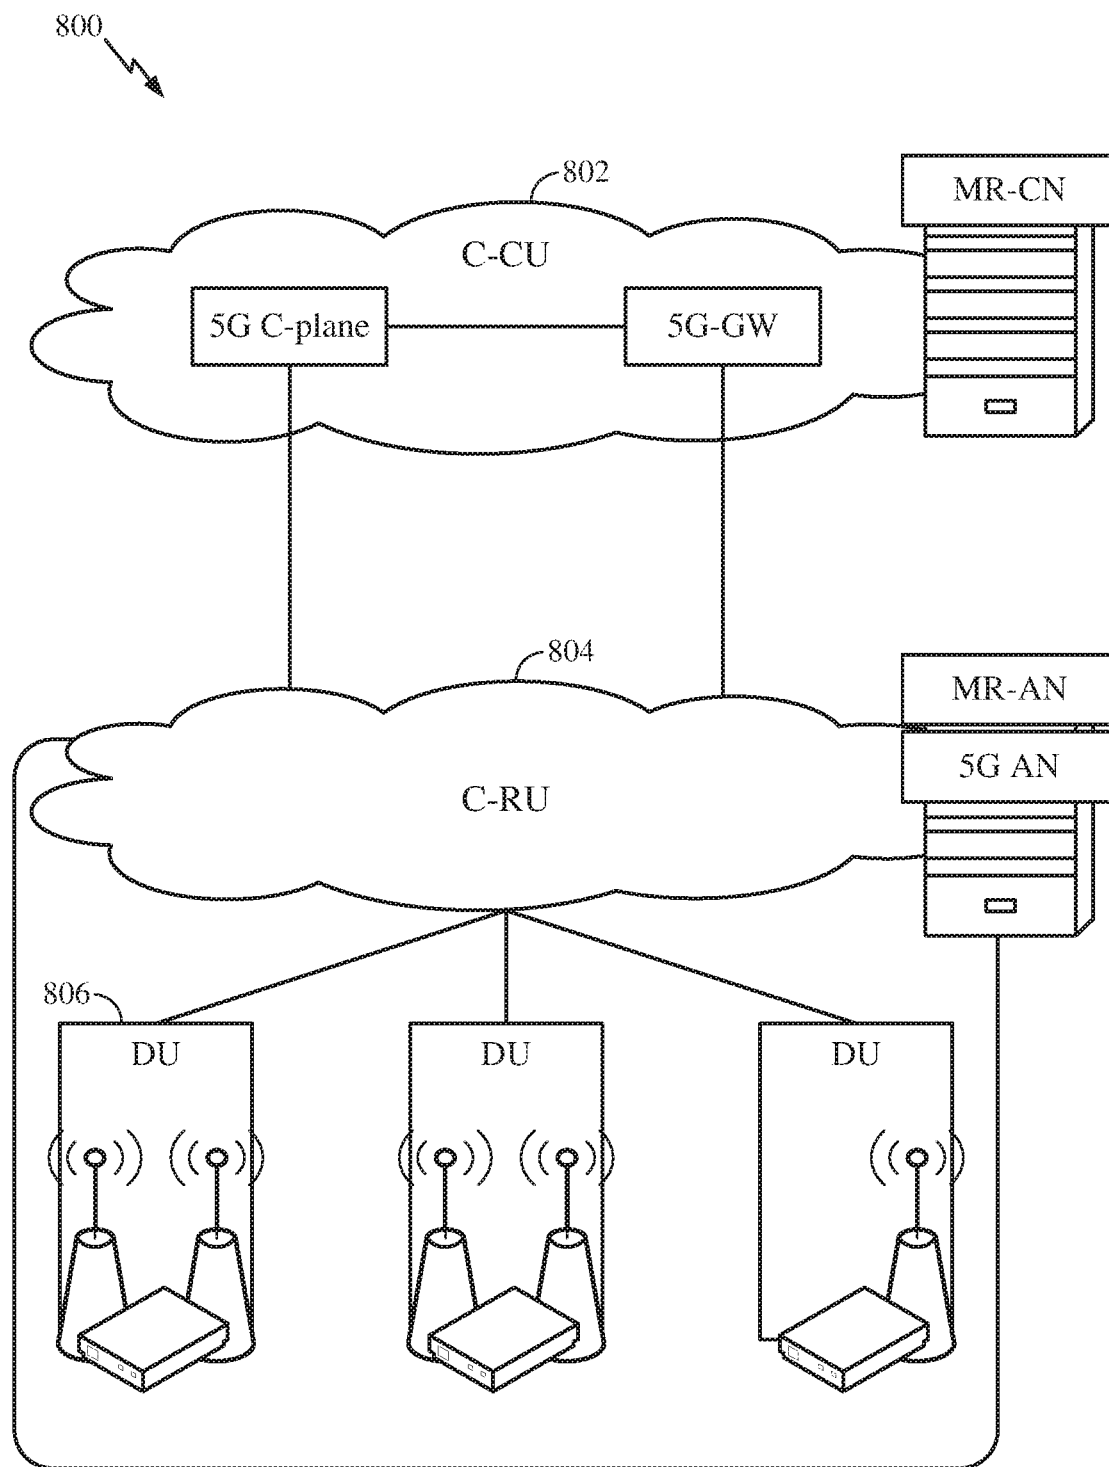 800
802
MR-CN
C-CU
5G C-plane
5G-GW
804
MR-AN
5G AN
C-RU
806
DU
DU
DU